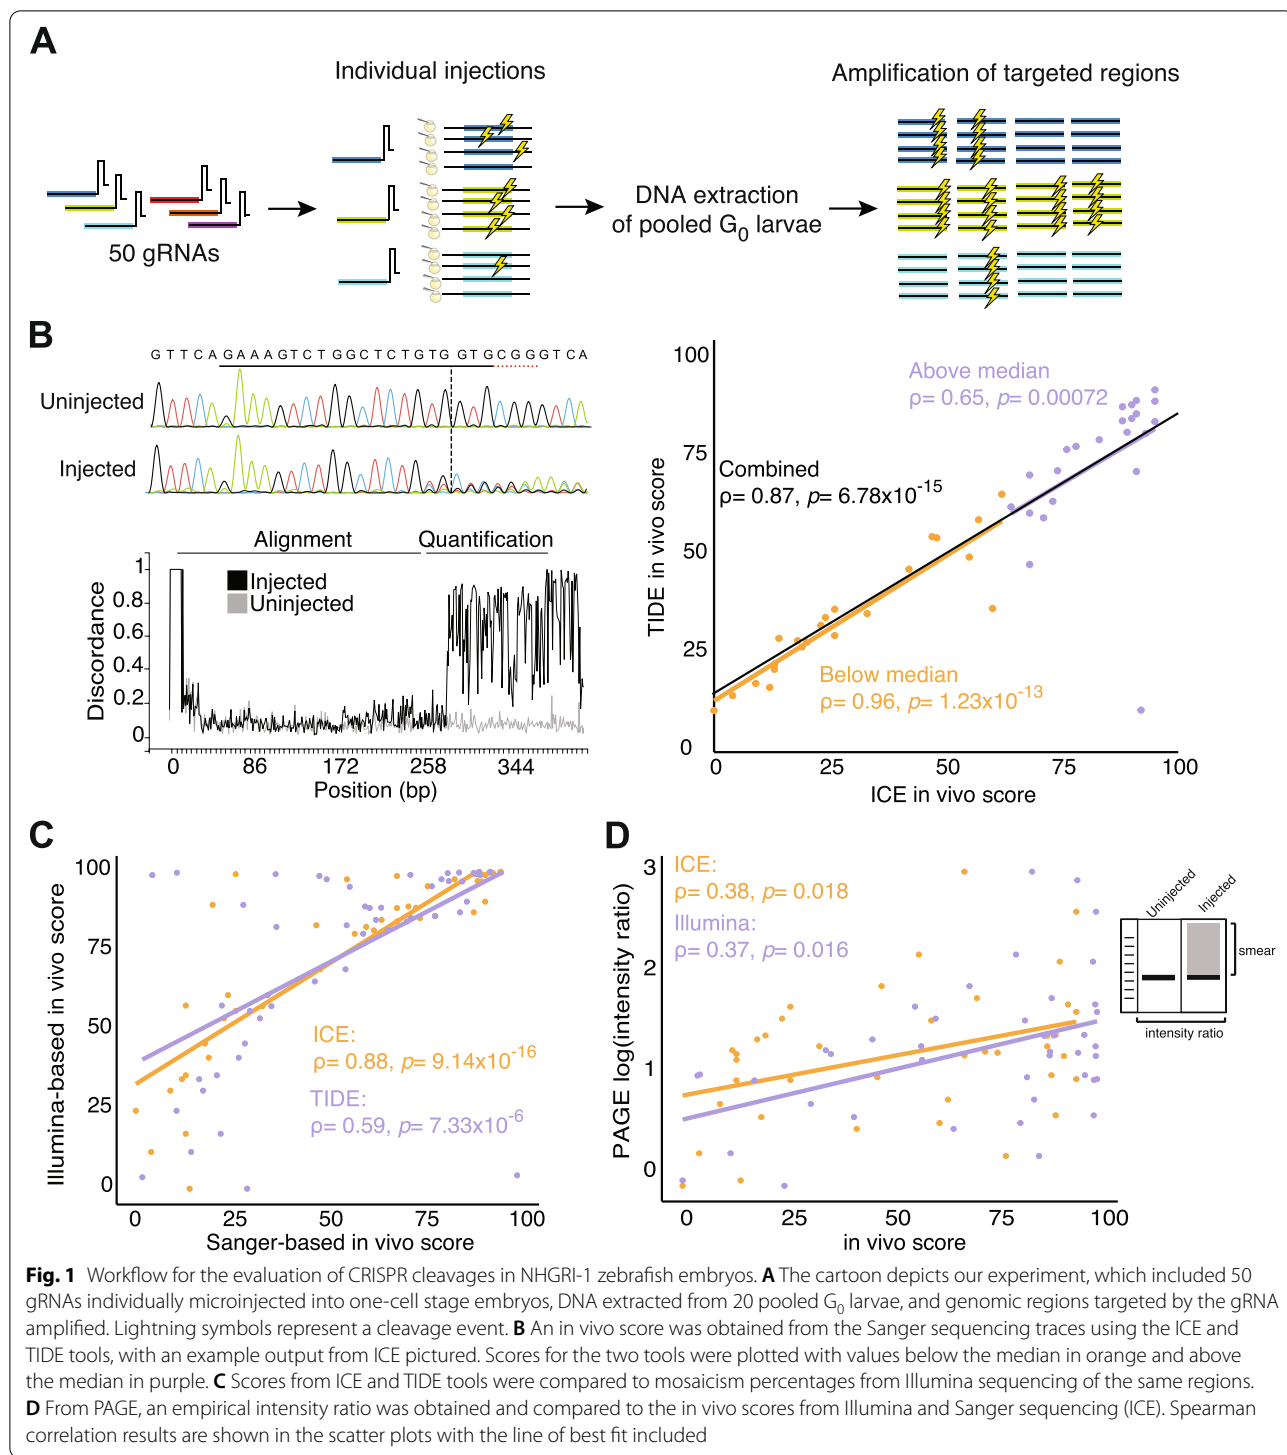 A
Individual injections
Amplification of targeted regions
50 gRNAs
DNA extraction
of pooled G0 larvae
B
G T T C A G A A A G T C T G G C T C T G T G G T G C G G G T C A
Uninjected
Injected
Alignment
Quantification
Injected
Uninjected
Discordance
1
0.8
0.6
0.4
0.2
0
0 86 172 258 344
Position (bp)
100
75
50
25
0
TIDE in vivo score
Above median
ρ= 0.65, p= 0.00072
Combined
ρ= 0.87, p= 6.78x10-15
Below median
ρ= 0.96, p= 1.23x10-13
0 25 50 75 100
ICE in vivo score
C
100
75
50
25
0
Illumina-based in vivo score
ICE:
ρ= 0.88, p= 9.14x10-16
TIDE:
ρ= 0.59, p= 7.33x10-6
0 25 50 75 100
Sanger-based in vivo score
D
3
2
1
0
PAGE log(intensity ratio)
ICE:
ρ= 0.38, p= 0.018
Illumina:
ρ= 0.37, p= 0.016
0 25 50 75 100
in vivo score
Uninjected
Injected
smear
intensity ratio
Fig. 1 Workflow for the evaluation of CRISPR cleavages in NHGRI-1 zebrafish embryos. A The cartoon depicts our experiment, which included 50
gRNAs individually microinjected into one-cell stage embryos, DNA extracted from 20 pooled G0 larvae, and genomic regions targeted by the gRNA
amplified. Lightning symbols represent a cleavage event. B An in vivo score was obtained from the Sanger sequencing traces using the ICE and
TIDE tools, with an example output from ICE pictured. Scores for the two tools were plotted with values below the median in orange and above
the median in purple. C Scores from ICE and TIDE tools were compared to mosaicism percentages from Illumina sequencing of the same regions.
D From PAGE, an empirical intensity ratio was obtained and compared to the in vivo scores from Illumina and Sanger sequencing (ICE). Spearman
correlation results are shown in the scatter plots with the line of best fit included